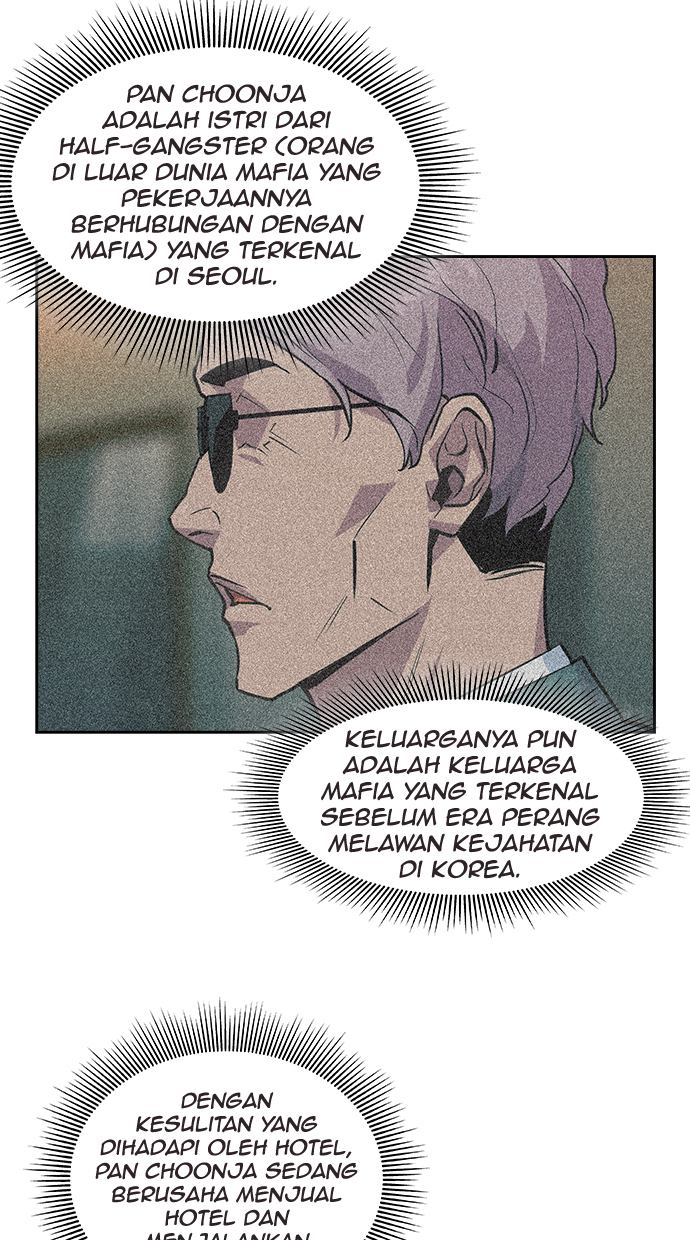 PAN CHOONJA
ADALAH ISTRI DARI
HALF-GANGSTER (ORANG
DI LUAR DUNIA MAFIA YANG
PEKERJAANNYA
BERHUBUNGAN DENGAN
MAFIA) YANG TERKENAL
DI SEOUL.
KELUARGANYA PUN
ADALAH KELUARGA
MAFIA YANG TERKENAL
SEBELUM ERA PERANG
MELAWAN KEJAHATAN
DI KOREA.
DENGAN
KESULITAN YANG
DIHADAPI OLEH HOTEL,
PAN CHOONJA SEDANG
BERUSAHA MENJUAL
HOTEL DAN
MENJALANKAN